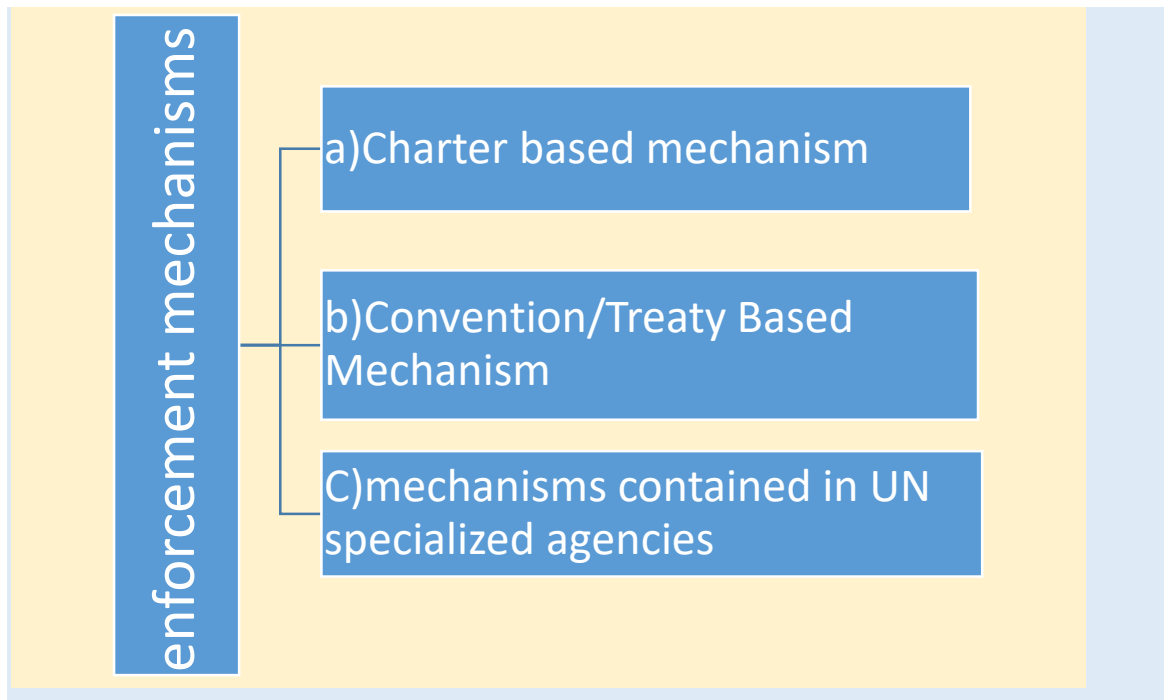 enforcement mechanisms
a)Charter based mechanism
b)Convention/Treaty Based
Mechanism
C)mechanisms contained in UN
specialized agencies